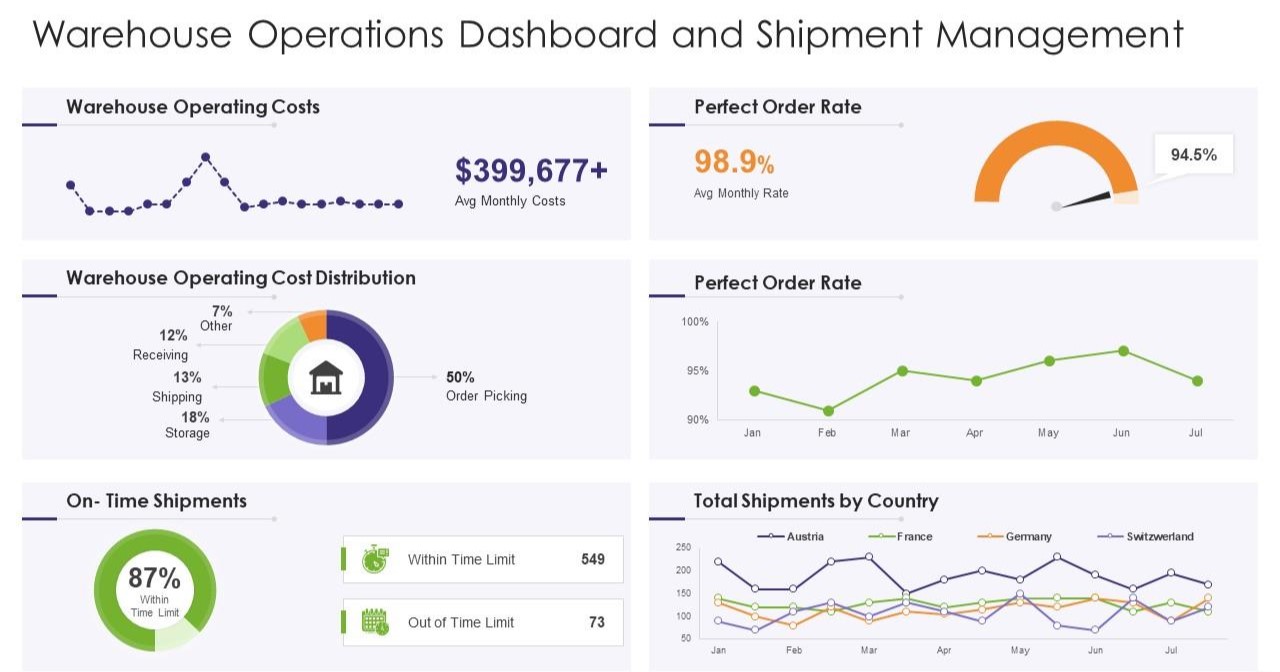 Warehouse Operations Dashboard and Shipment Management
Warehouse Operating Costs
$399,677+
Avg Monthly Costs
Perfect Order Rate
98.9%
Avg Monthly Rate
94.5%
Warehouse Operating Cost Distribution
7%
Other
12%
Receiving
13%
Shipping
18%
Storage
50%
Order Picking
Perfect Order Rate
100%
95%
90%
Jan Feb Mar Apr May Jun Jul
On- Time Shipments
87%
Within
Time Limit
Within Time Limit 549
Out of Time Limit 73
Total Shipments by Country
Austria France Germany Switzwerland
250
200
150
100
50
Jan Feb Mar Apr May Jun Jul